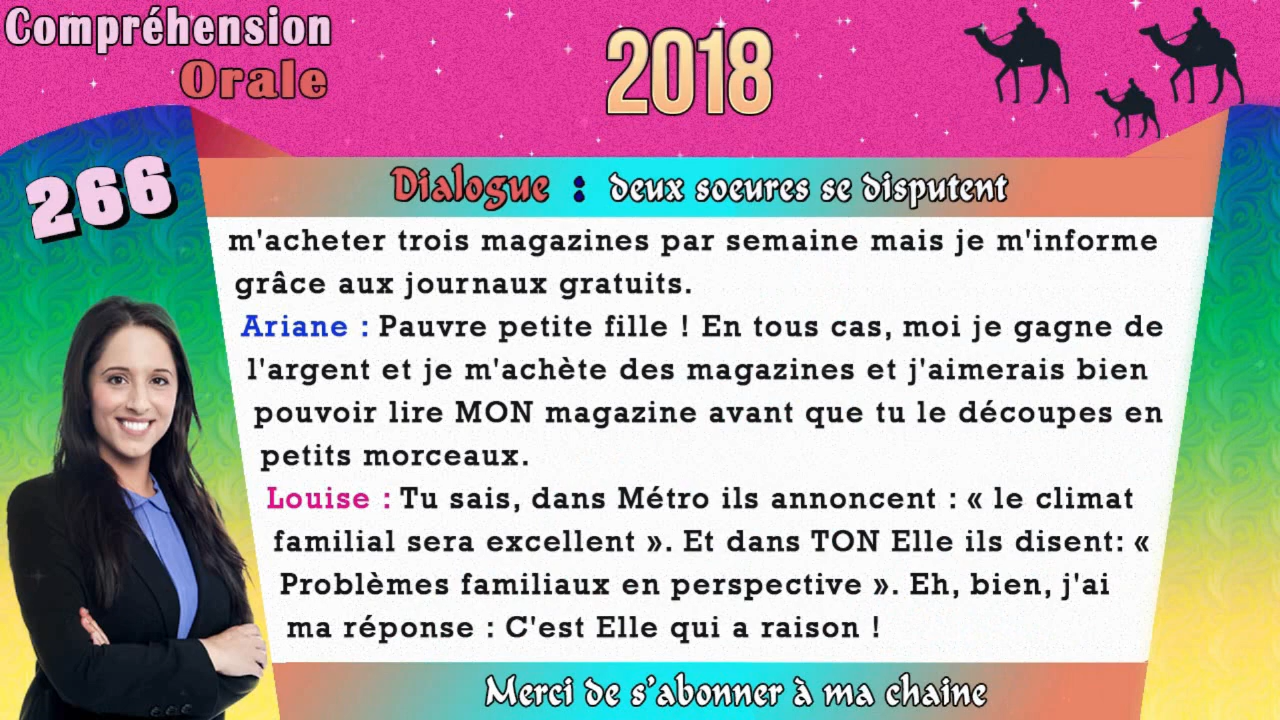 Compréhension
Orale
2018
266
Dialogue : deux soeures se disputent
m'acheter trois magazines par semaine mais je m'informe
grâce aux journaux gratuits.
Ariane : Pauvre petite fille ! En tous cas, moi je gagne de
l'argent et je m'achète des magazines et j'aimerais bien
pouvoir lire MON magazine avant que tu le découpes en
petits morceaux.
Louise : Tu sais, dans Métro ils annoncent : « le climat
familial sera excellent ». Et dans TON Elle ils disent: «
Problèmes familiaux en perspective ». Eh, bien, j'ai
ma réponse : C'est Elle qui a raison !
Merci de s'abonner à ma chaine